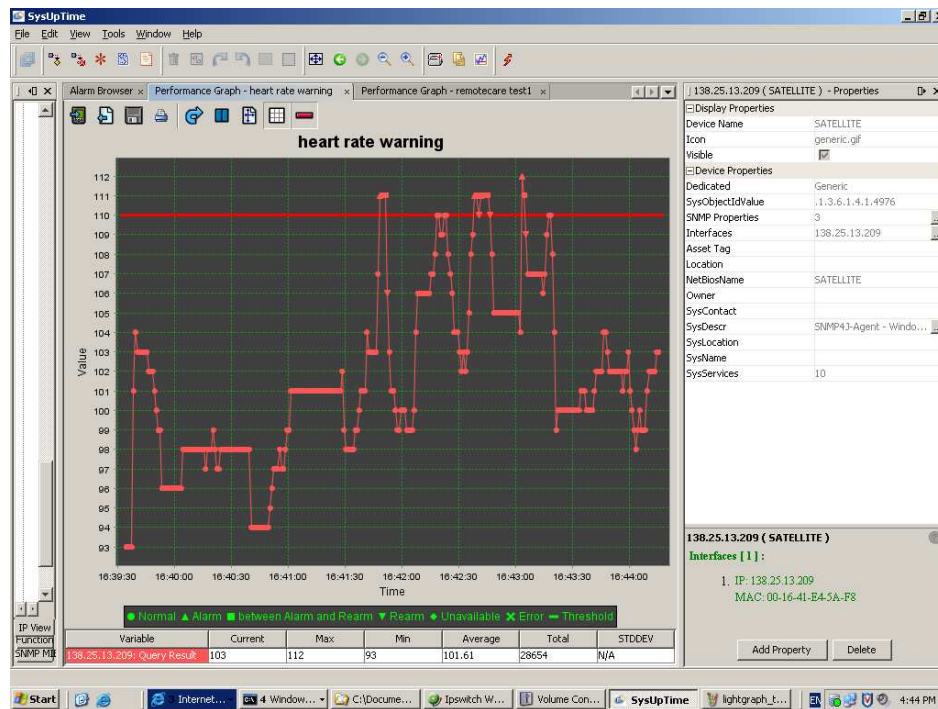 SysUpTime
File Edit View Tools Window Help
Alarm Browser × Performance Graph - heart rate warning × Performance Graph - remotecare test1 ×
heart rate warning
Value
112
110
109
108
107
106
105
104
103
102
101
100
99
98
97
96
95
94
93
16:39:30 16:40:00 16:40:30 16:41:00 16:41:30 16:42:00 16:42:30 16:43:00 16:43:30 16:44:00
Time
Normal Alarm between Alarm and Rearm Rearm Unavailable Error Threshold
Variable Current Max Min Average Total STDDEV
138.25.13.209: Query Result 103 112 93 101.61 28654 N/A
IP View
Function
SNMP MI
138.25.13.209 ( SATELLITE ) - Properties
Display Properties
Device Name SATELLITE
Icon generic.gif
Visible
Device Properties
Dedicated Generic
SysObjectIdValue .1.3.6.1.4.1.4976
SNMP Properties 3 ...
Interfaces 138.25.13.209 ...
Asset Tag
Location
NetBiosName SATELLITE
Owner
SysContact
SysDescr SNMP4J-Agent - Windo... ...
SysLocation
SysName
SysServices 10
138.25.13.209 ( SATELLITE )
Interfaces [ 1 ] :
1. IP: 138.25.13.209
MAC: 00-16-41-E4-5A-F8
Add Property Delete
Start 3 Internet... 4 Window... C:\Docume... Ipswitch W... Volume Con... SysUpTime lightgraph_t... EN 4:44 PM